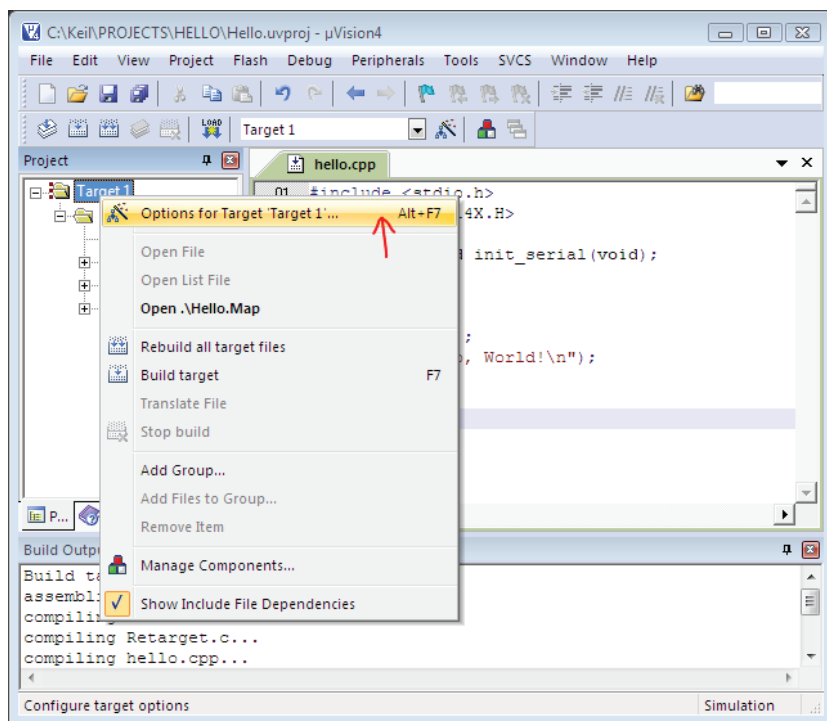 C:\Keil\PROJECTS\HELLO\Hello.uvproj - µVision4
File Edit View Project Flash Debug Peripherals Tools SVCS Window Help
LOAD Target 1
Project
hello.cpp
Target 1
01 #include <stdio.h>
Options for Target 'Target 1'... Alt+F7
4X.H>
Open File
init_serial(void);
Open List File
Open .\Hello.Map
;
Rebuild all target files
, World!\n");
Build target F7
Translate File
Stop build
Add Group...
Add Files to Group...
P...
Remove Item
Build Outp
Manage Components...
Build ta
assembl
Show Include File Dependencies
compilin
compiling Retarget.c...
compiling hello.cpp...
Configure target options Simulation